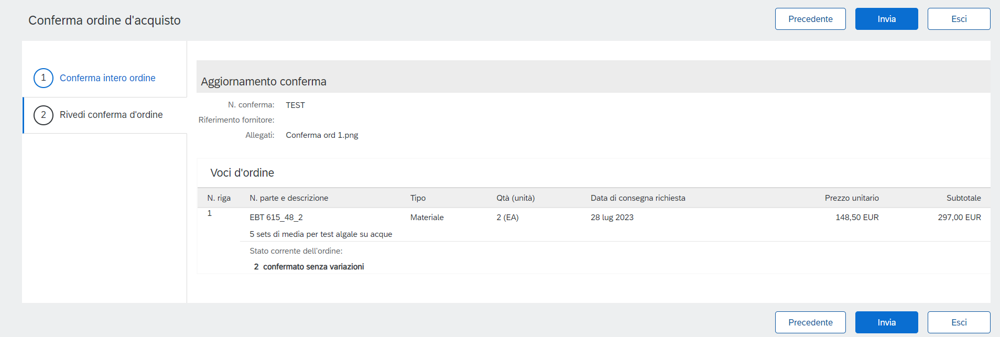 Conferma ordine d'acquisto
Precedente
Invia
Esci
1 Conferma intero ordine
2 Rivedi conferma d'ordine
Aggiornamento conferma
N. conferma: TEST
Riferimento fornitore:
Allegati: Conferma ord 1.png
Voci d'ordine
N. riga N. parte e descrizione Tipo Qtà (unità) Data di consegna richiesta Prezzo unitario Subtotale
1 EBT 615_48_2 Materiale 2 (EA) 28 lug 2023 148,50 EUR 297,00 EUR
5 sets di media per test algale su acque
Stato corrente dell'ordine:
2 confermato senza variazioni
Precedente
Invia
Esci